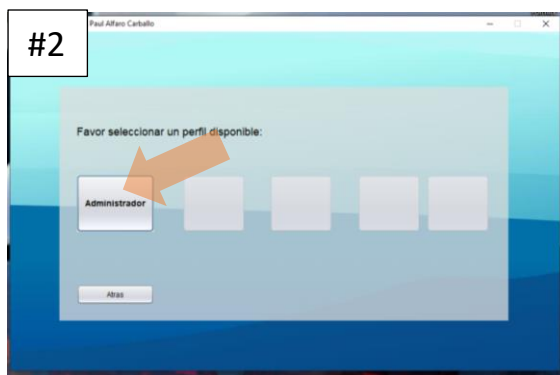 #2
Paul Alfaro Carballo
Favor seleccionar un perfil disponible:
Administrador
Atras